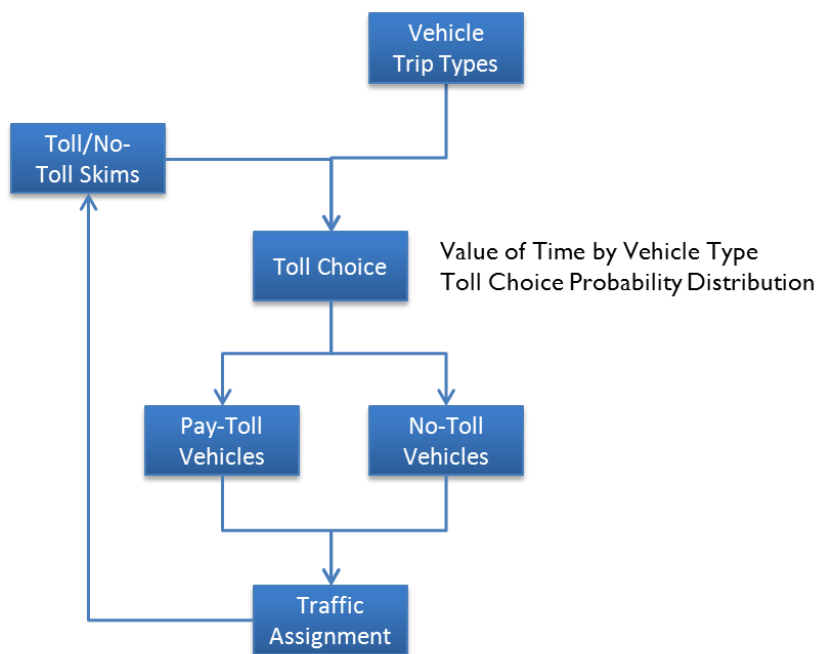 Vehicle
Trip Types
Toll/No-
Toll Skims
Toll Choice
Value of Time by Vehicle Type
Toll Choice Probability Distribution
Pay-Toll
Vehicles
No-Toll
Vehicles
Traffic
Assignment